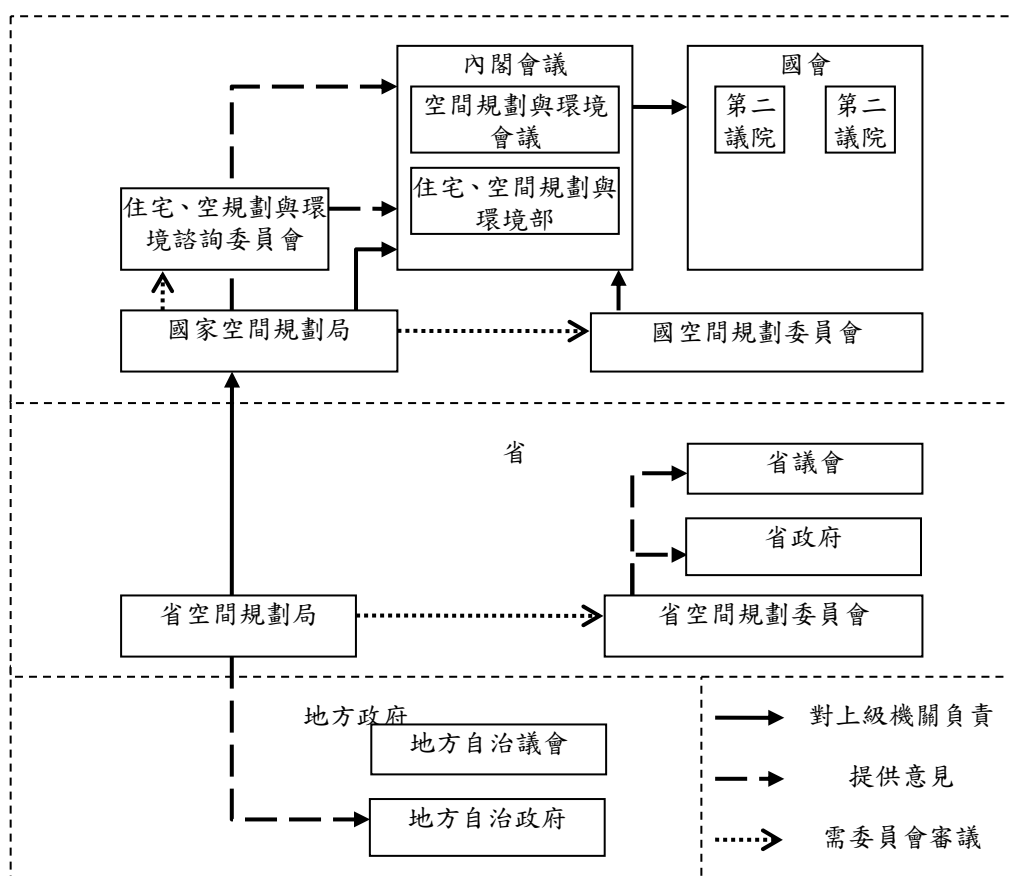 內閣會議
空間規劃與環境
會議
住宅、空間規劃與
環境部
國會
第二
議院
第二
議院
住宅、空規劃與環
境諮詢委員會
國家空間規劃局
國空間規劃委員會
省
省議會
省政府
省空間規劃局
省空間規劃委員會
地方政府
地方自治議會
地方自治政府
對上級機關負責
提供意見
需委員會審議